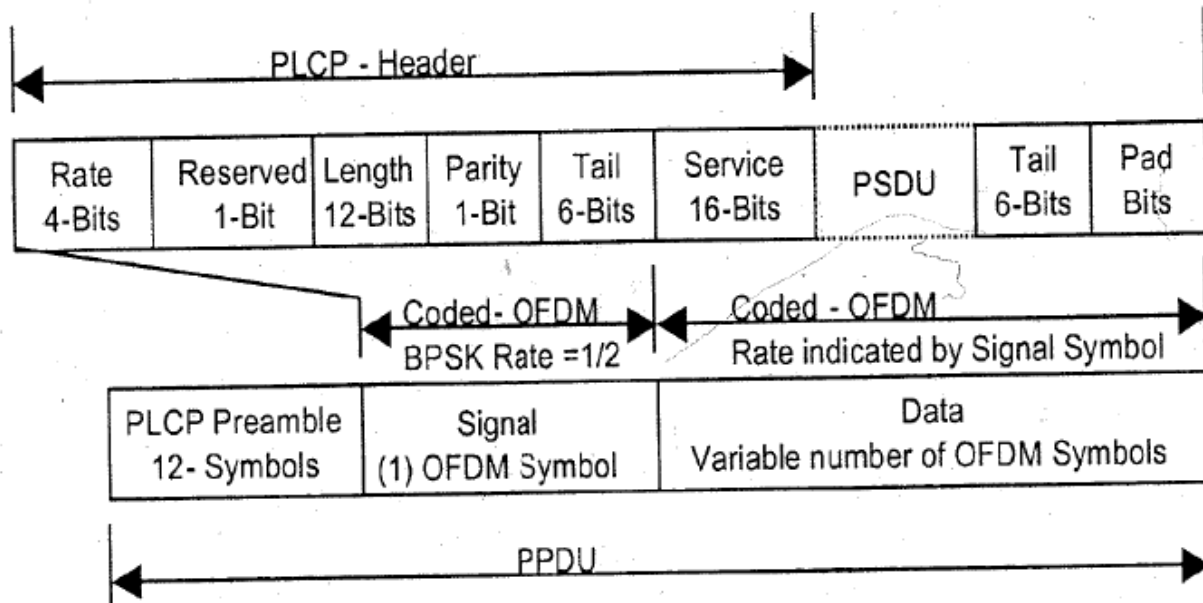 PLCP - Header
Rate Reserved Length Parity Tail Service PSDU Tail Pad
4-Bits 1-Bit 12-Bits 1-Bit 6-Bits 16-Bits 6-Bits Bits
Coded- OFDM Coded - OFDM
BPSK Rate =1/2 Rate indicated by Signal Symbol
PLCP Preamble Signal Data
12- Symbols (1) OFDM Symbol Variable number of OFDM Symbols
PPDU